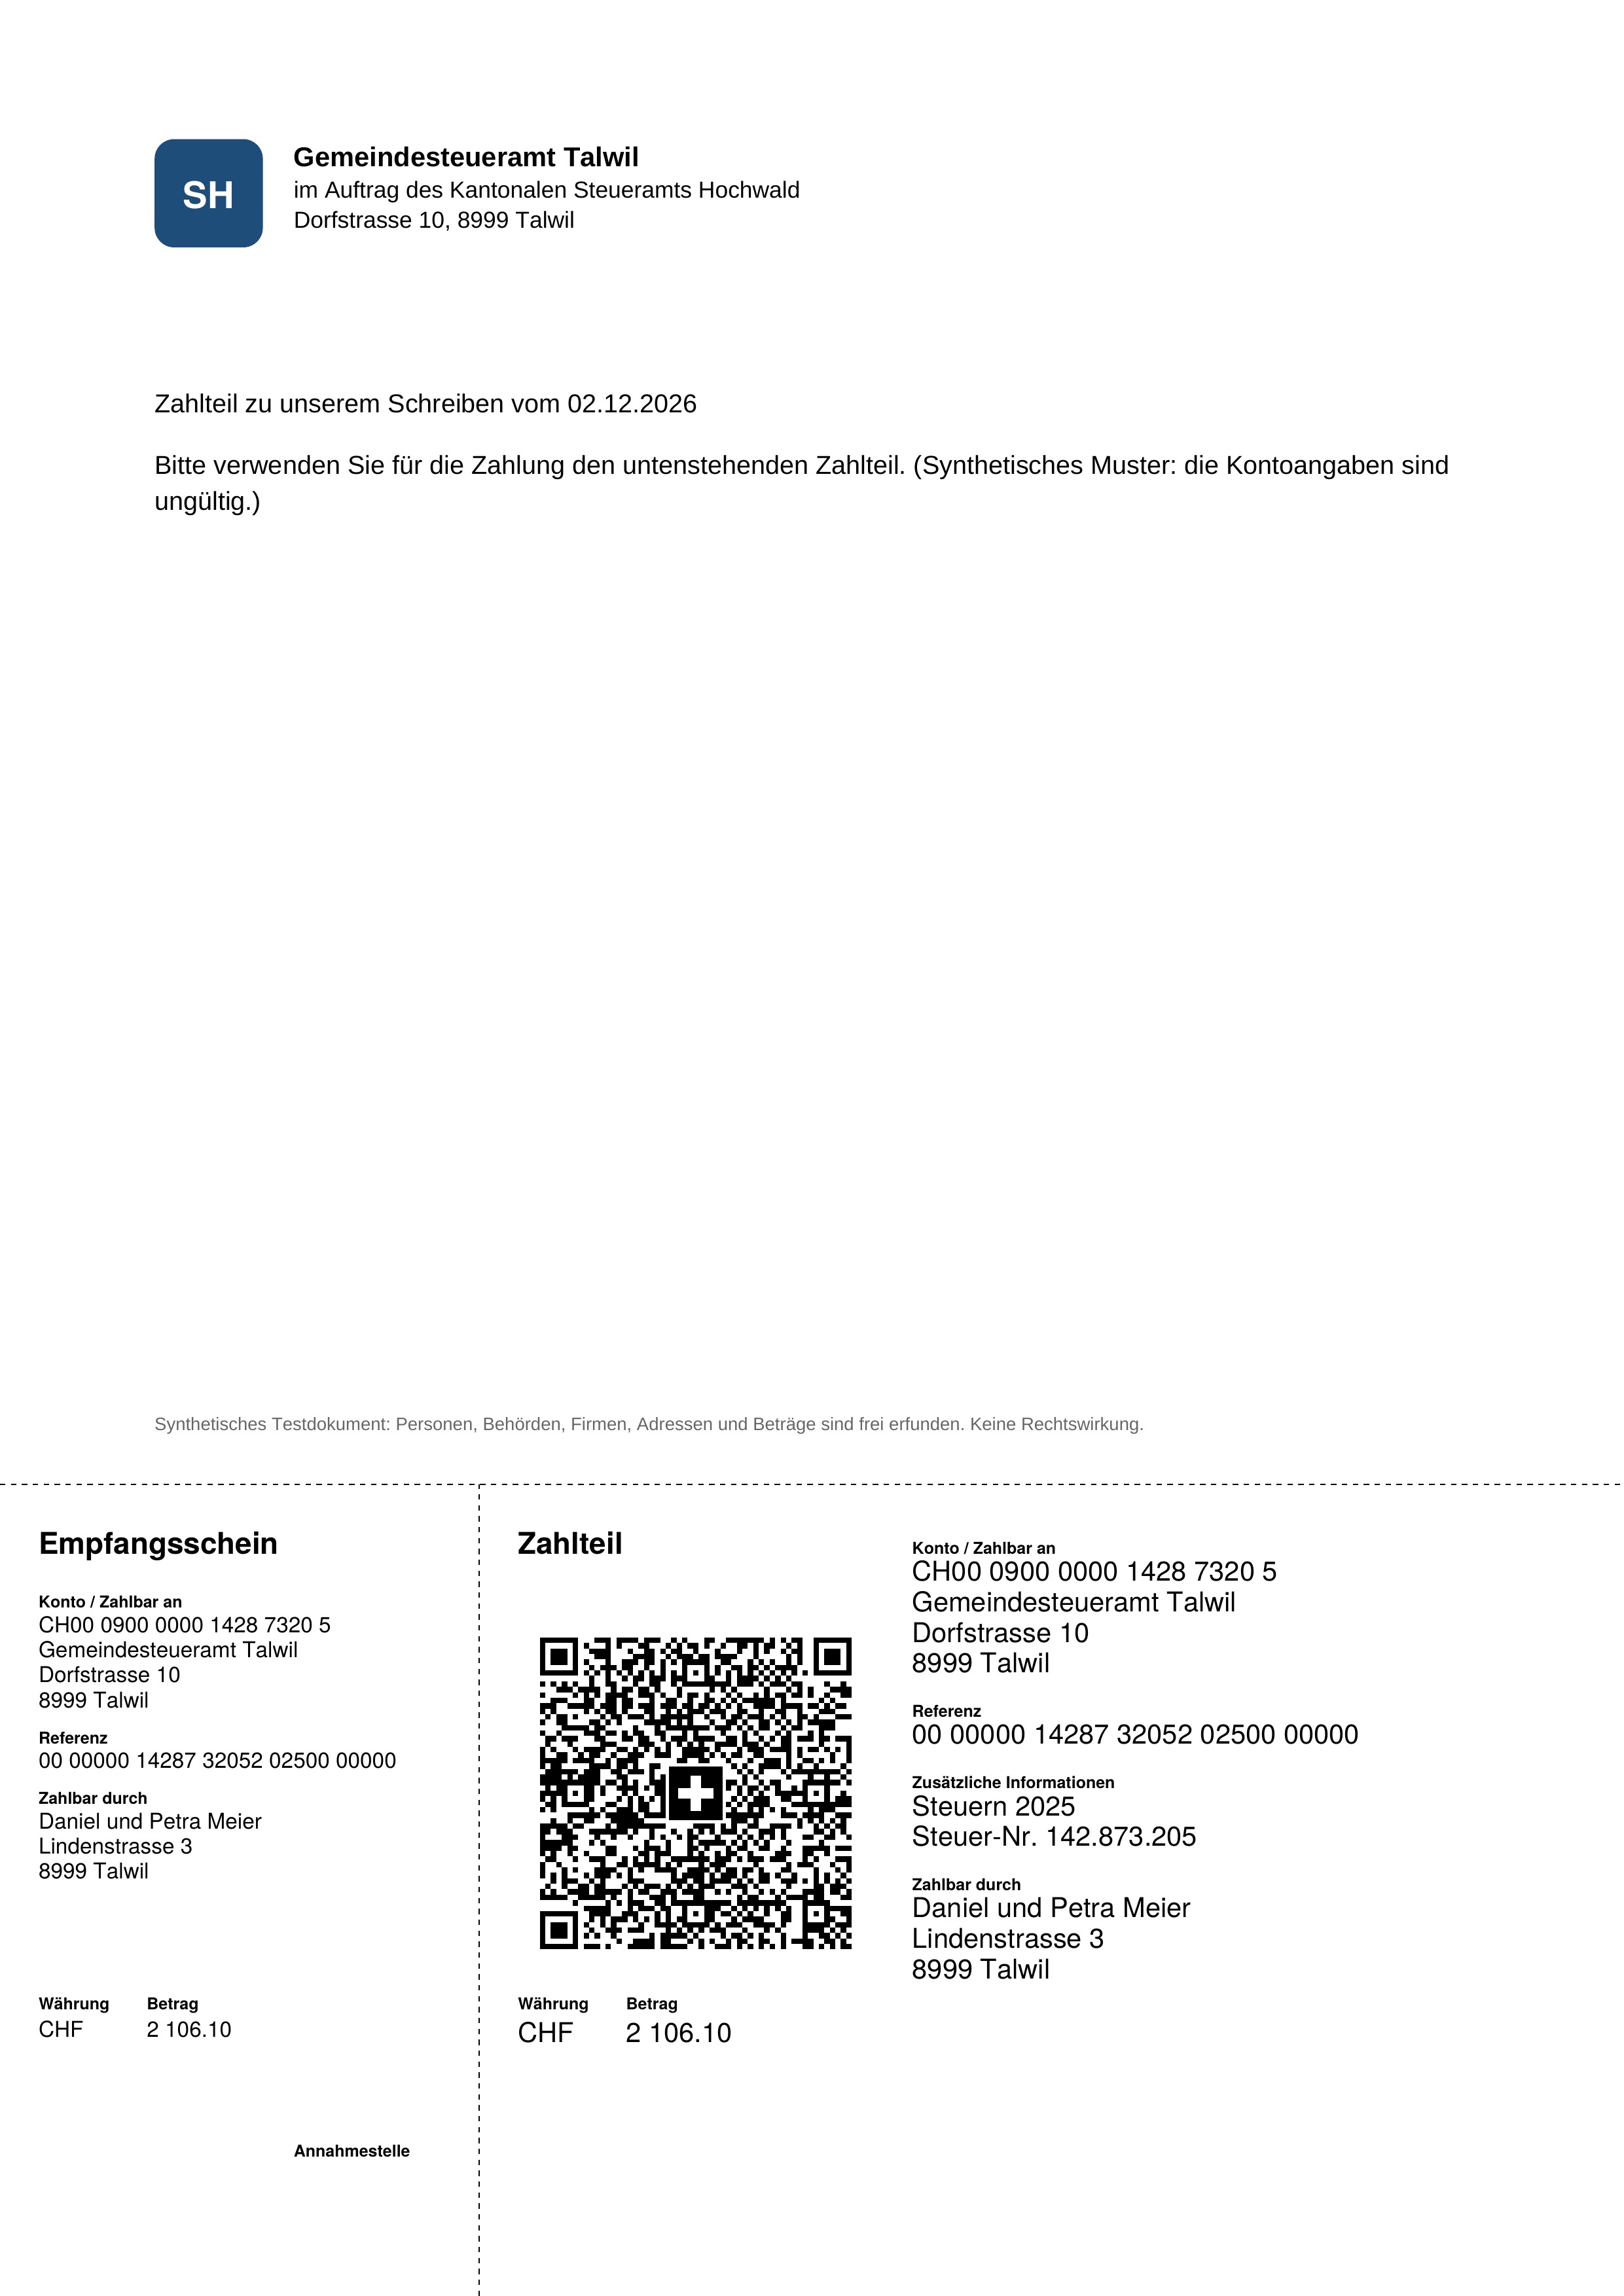 SH
Gemeindesteueramt Talwil
im Auftrag des Kantonalen Steueramts Hochwald
Dorfstrasse 10, 8999 Talwil
Zahlteil zu unserem Schreiben vom 02.12.2026
Bitte verwenden Sie für die Zahlung den untenstehenden Zahlteil. (Synthetisches Muster: die Kontoangaben sind
ungültig.)
Synthetisches Testdokument: Personen, Behörden, Firmen, Adressen und Beträge sind frei erfunden. Keine Rechtswirkung.
Empfangsschein
Konto / Zahlbar an
CH00 0900 0000 1428 7320 5
Gemeindesteueramt Talwil
Dorfstrasse 10
8999 Talwil
Referenz
00 00000 14287 32052 02500 00000
Zahlbar durch
Daniel und Petra Meier
Lindenstrasse 3
8999 Talwil
Währung Betrag
CHF 2 106.10
Annahmestelle
Zahlteil
Währung Betrag
CHF 2 106.10
Konto / Zahlbar an
CH00 0900 0000 1428 7320 5
Gemeindesteueramt Talwil
Dorfstrasse 10
8999 Talwil
Referenz
00 00000 14287 32052 02500 00000
Zusätzliche Informationen
Steuern 2025
Steuer-Nr. 142.873.205
Zahlbar durch
Daniel und Petra Meier
Lindenstrasse 3
8999 Talwil